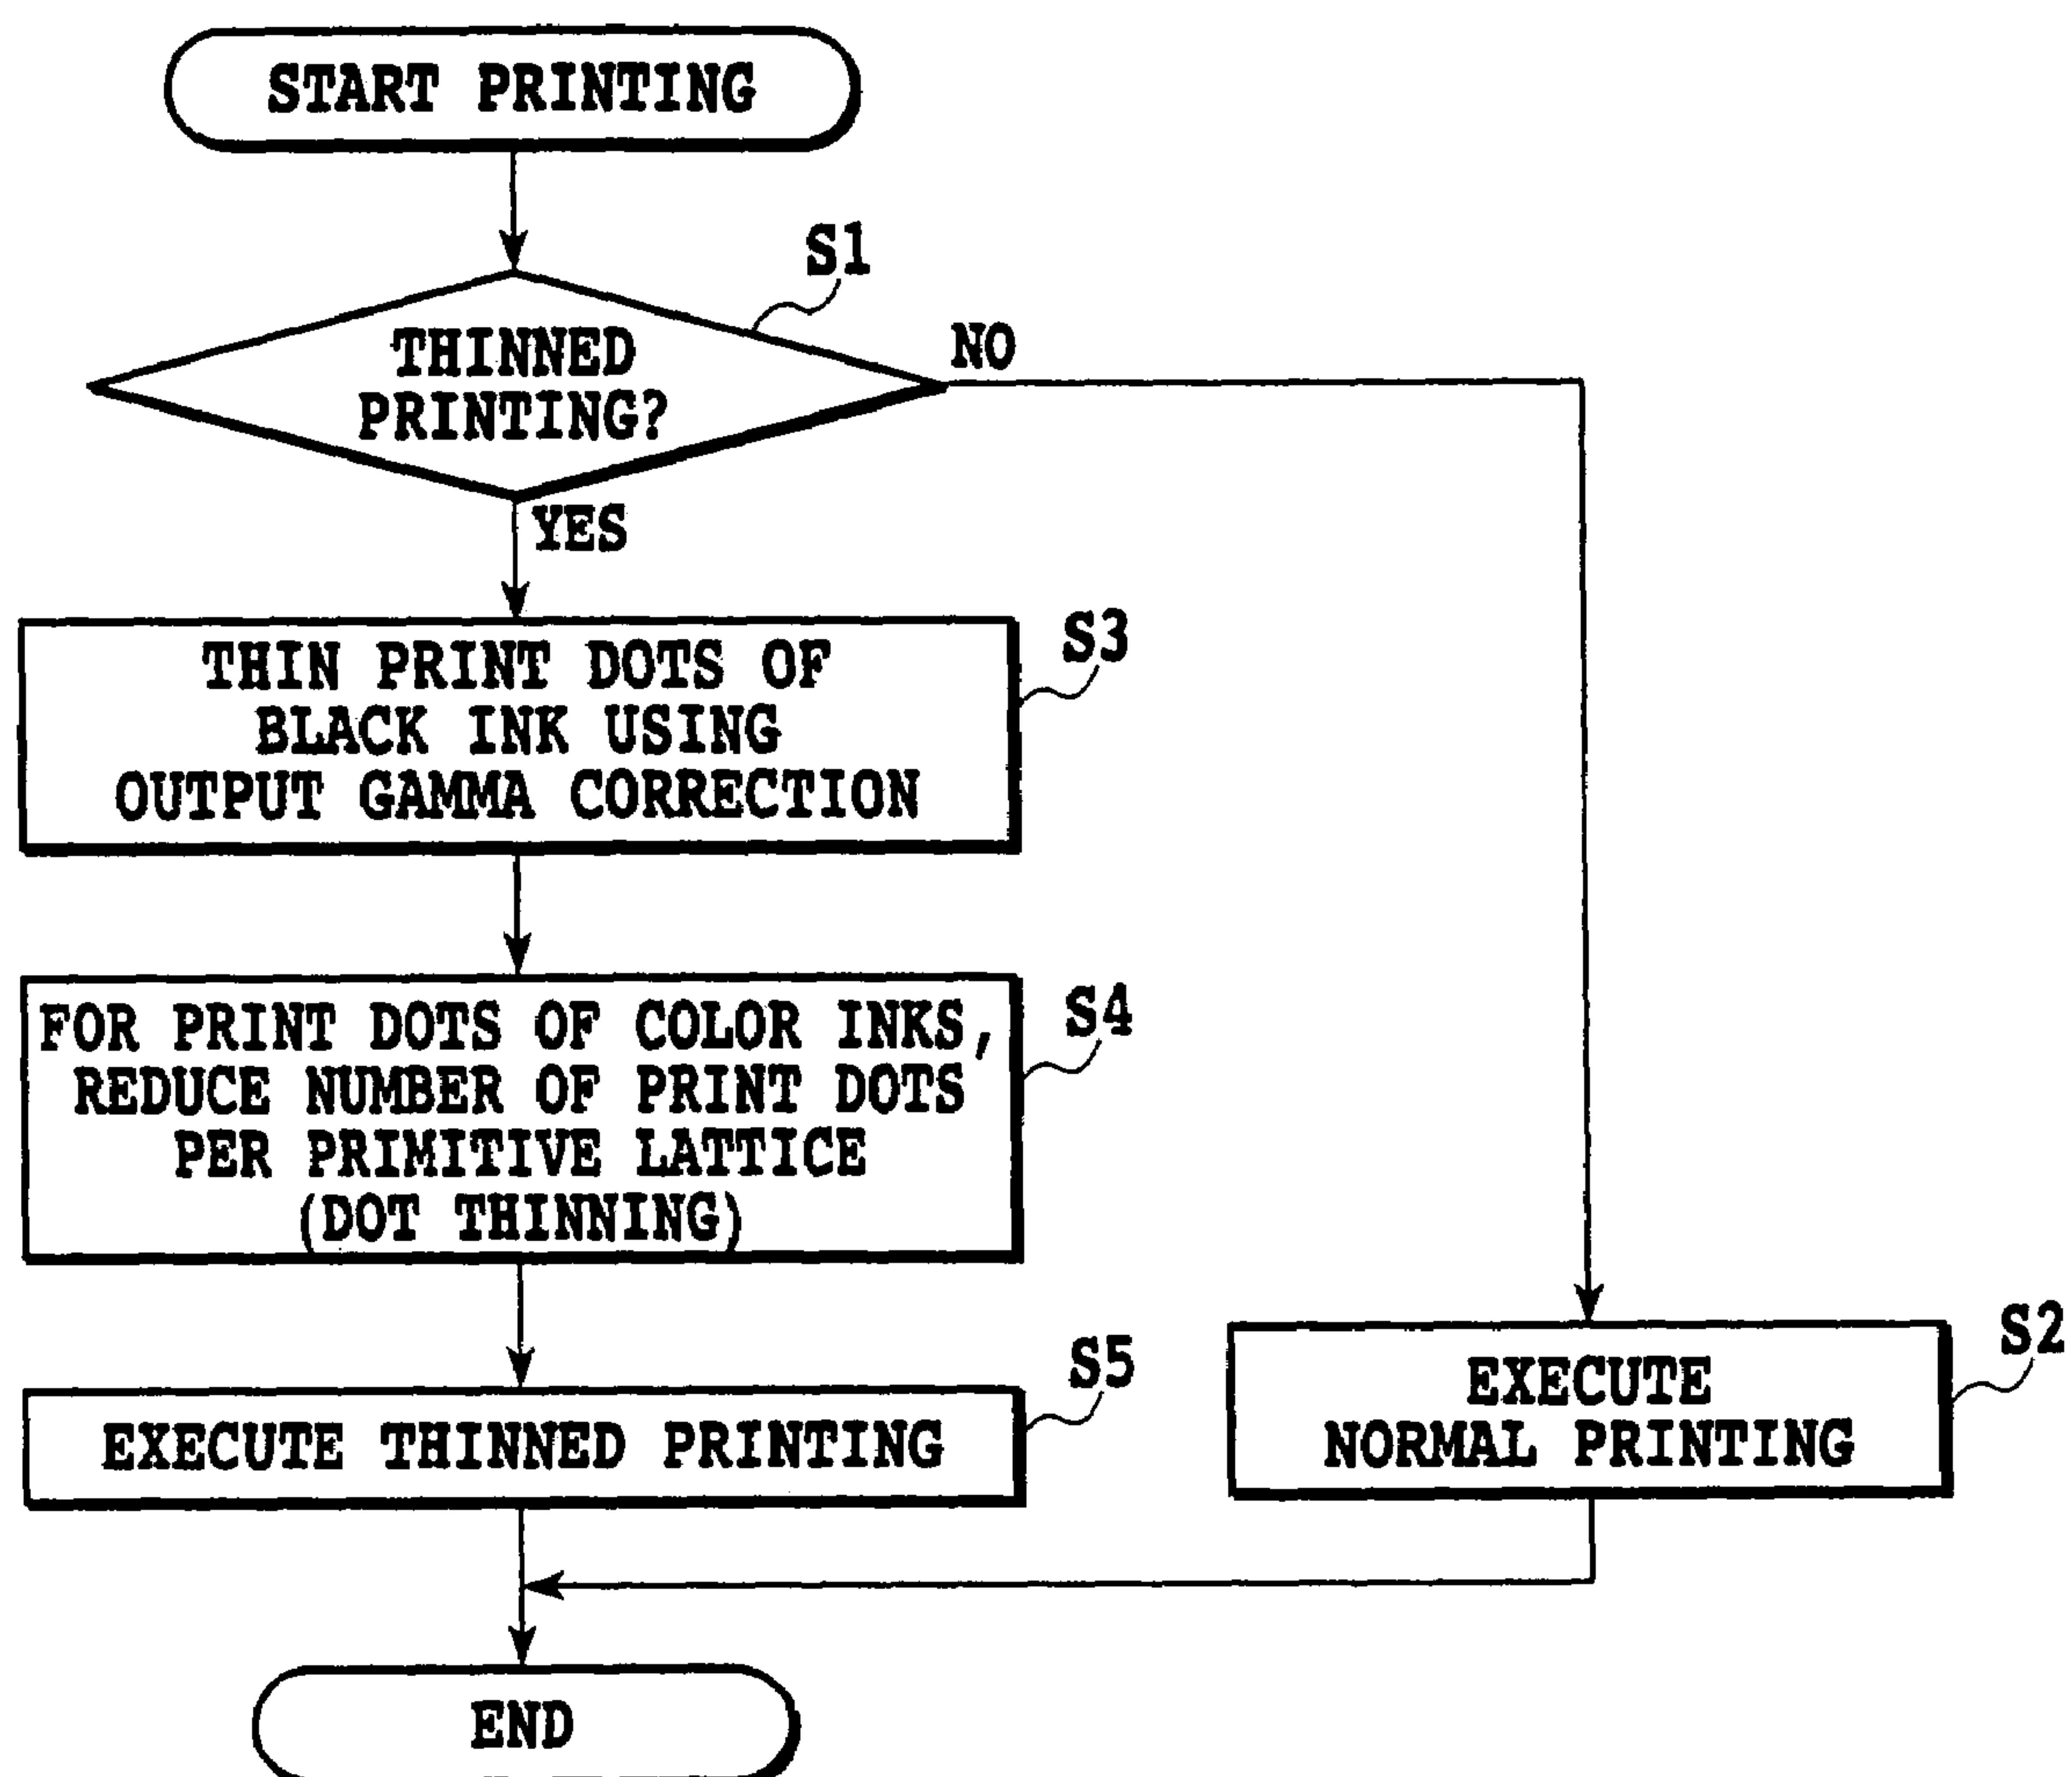 START PRINTING
S1
THINNED
PRINTING?
NO
YES
S3
THIN PRINT DOTS OF
BLACK INK USING
OUTPUT GAMMA CORRECTION
S4
FOR PRINT DOTS OF COLOR INKS,
REDUCE NUMBER OF PRINT DOTS
PER PRIMITIVE LATTICE
(DOT THINNING)
S5
EXECUTE THINNED PRINTING
S2
EXECUTE
NORMAL PRINTING
END